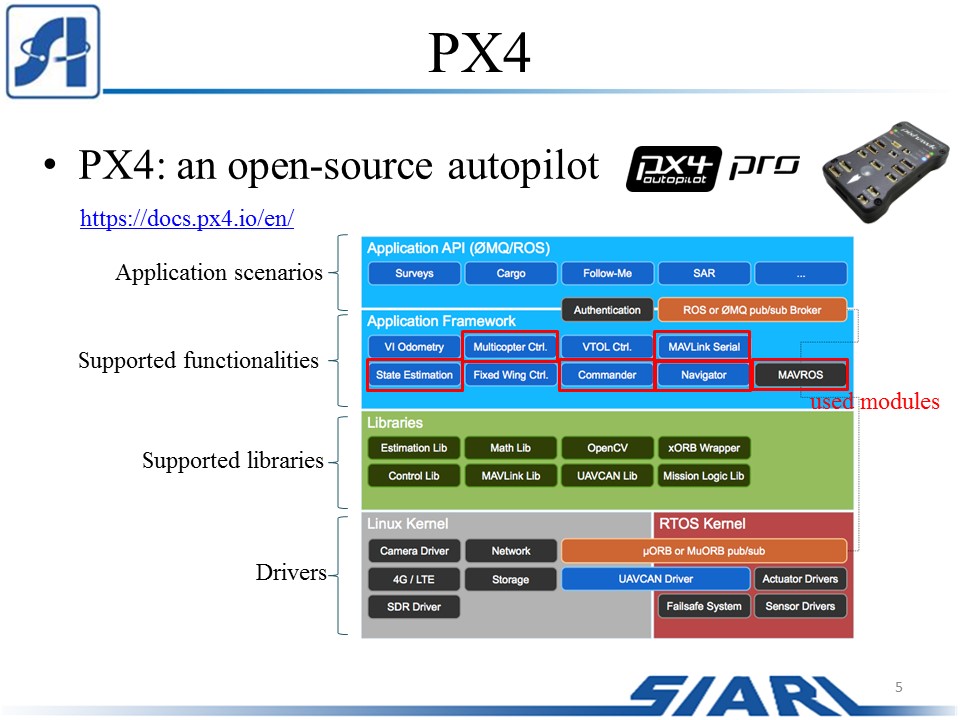 PX4
• PX4: an open-source autopilot
px4 autopilot pro
https://docs.px4.io/en/
Application scenarios
Application API (ØMQ/ROS)
Surveys Cargo Follow-Me SAR ...
Authentication ROS or ØMQ pub/sub Broker
Supported functionalities
Application Framework
VI Odometry Multicopter Ctrl. VTOL Ctrl. MAVLink Serial
State Estimation Fixed Wing Ctrl. Commander Navigator MAVROS
used modules
Supported libraries
Libraries
Estimation Lib Math Lib OpenCV xORB Wrapper
Control Lib MAVLink Lib UAVCAN Lib Mission Logic Lib
Drivers
Linux Kernel RTOS Kernel
Camera Driver Network µORB or MuORB pub/sub
4G / LTE Storage UAVCAN Driver Actuator Drivers
SDR Driver Failsafe System Sensor Drivers
5